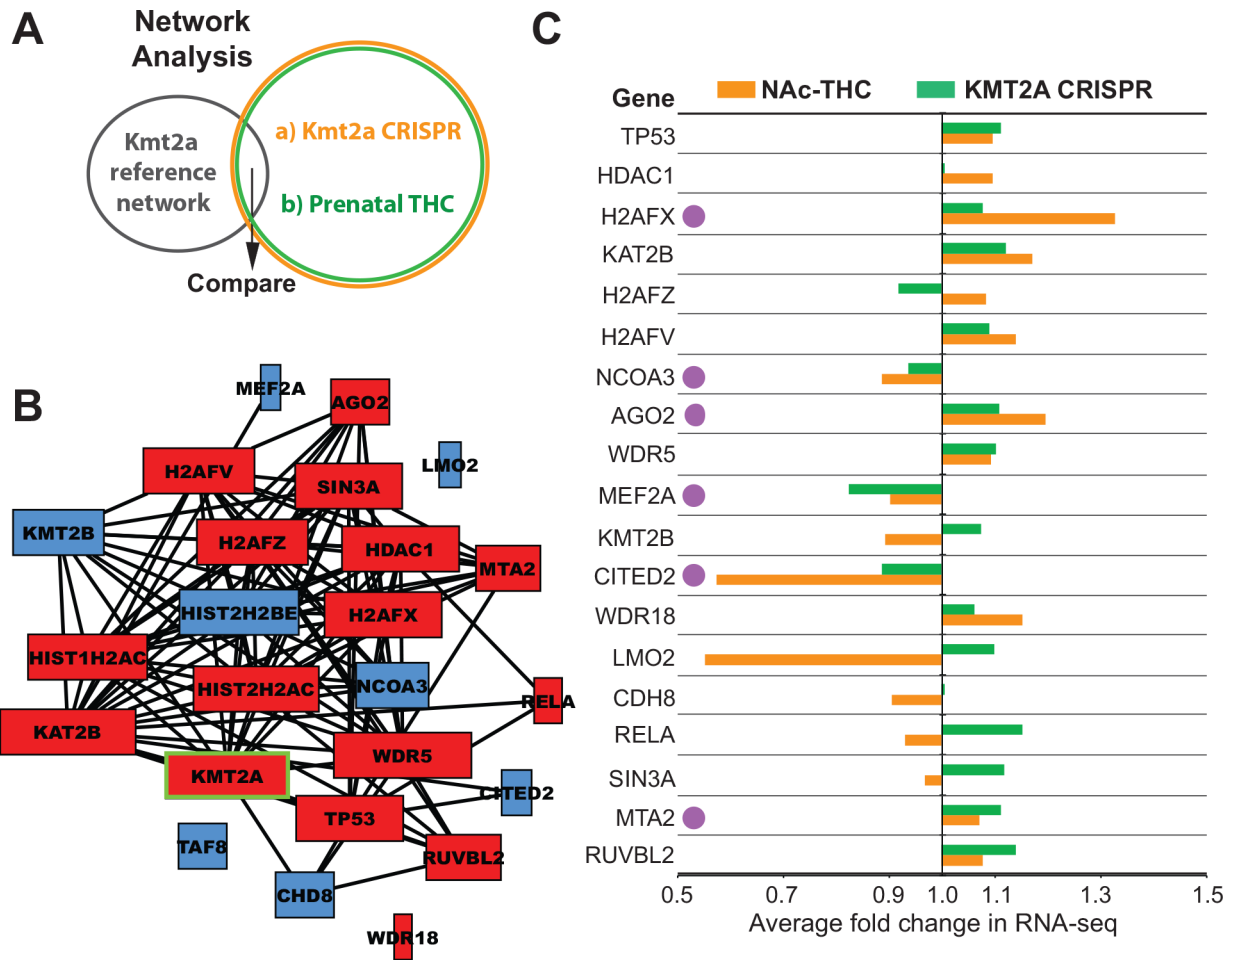 A
Network
Analysis
Kmt2a
reference
network
a) Kmt2a CRISPR
b) Prenatal THC
Compare
B
MEF2A
AGO2
LMO2
H2AFV
SIN3A
KMT2B
H2AFZ
HDAC1
MTA2
HIST2H2BE
H2AFX
HIST1H2AC
HIST2H2AC
NCOA3
RELA
KAT2B
WDR5
KMT2A
CITED2
TP53
TAF8
RUVBL2
CHD8
WDR18
C
Gene
NAc-THC
KMT2A CRISPR
TP53
HDAC1
H2AFX
KAT2B
H2AFZ
H2AFV
NCOA3
AGO2
WDR5
MEF2A
KMT2B
CITED2
WDR18
LMO2
CDH8
RELA
SIN3A
MTA2
RUVBL2
0.5 0.7 0.9 1.0 1.1 1.3 1.5
Average fold change in RNA-seq